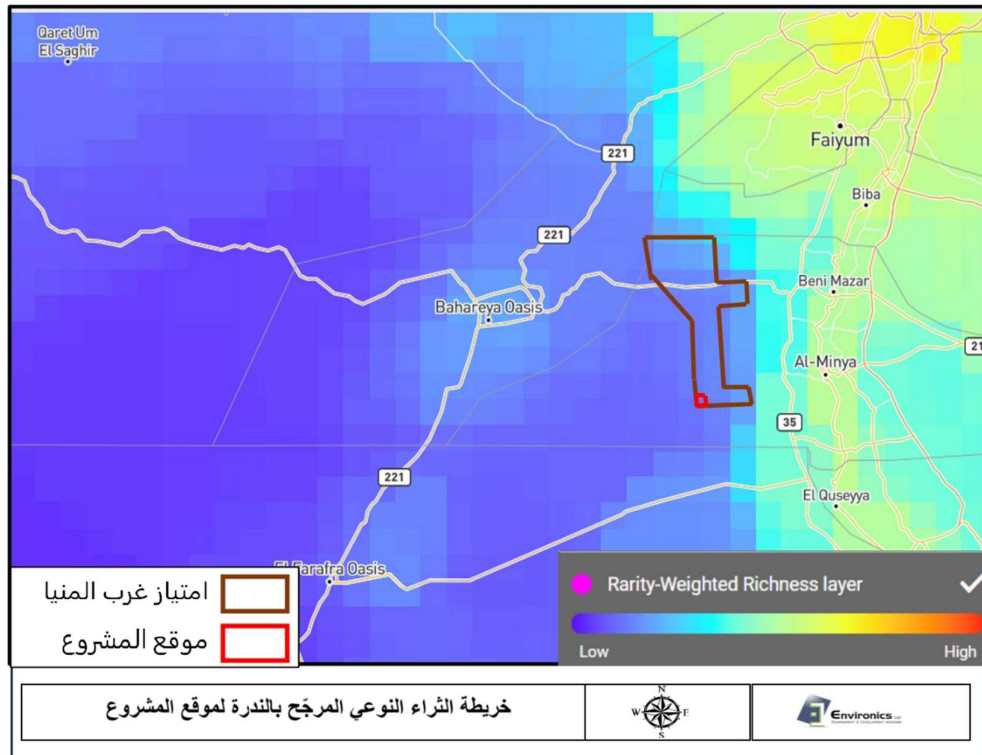 Qaret Um
El Saghir
221
Faiyum
221
Biba
Beni Mazar
Bahareya Oasis
21
Al-Minya
35
221
El Quseyya
El Farafra Oasis
امتياز غرب المنيا
موقع المشروع
Rarity-Weighted Richness layer
Low
High
خريطة الثراء النوعي المرجّح بالندرة لموقع المشروع
N
W
E
S
Environics